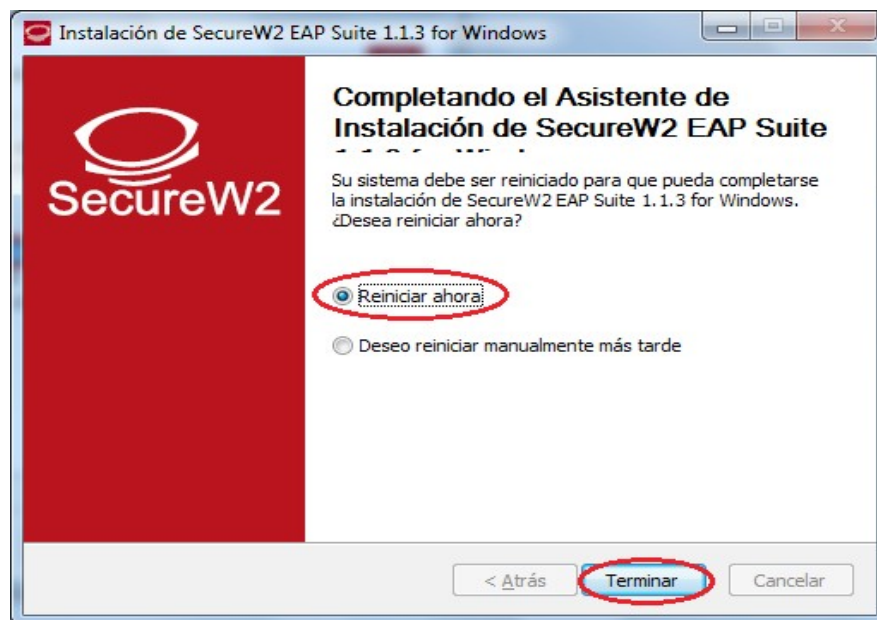 Instalación de SecureW2 EAP Suite 1.1.3 for Windows
Completando el Asistente de
Instalación de SecureW2 EAP Suite
SecureW2
Su sistema debe ser reiniciado para que pueda completarse
la instalación de SecureW2 EAP Suite 1.1.3 for Windows.
¿Desea reiniciar ahora?
Reiniciar ahora
Deseo reiniciar manualmente más tarde
< Atrás
Terminar
Cancelar